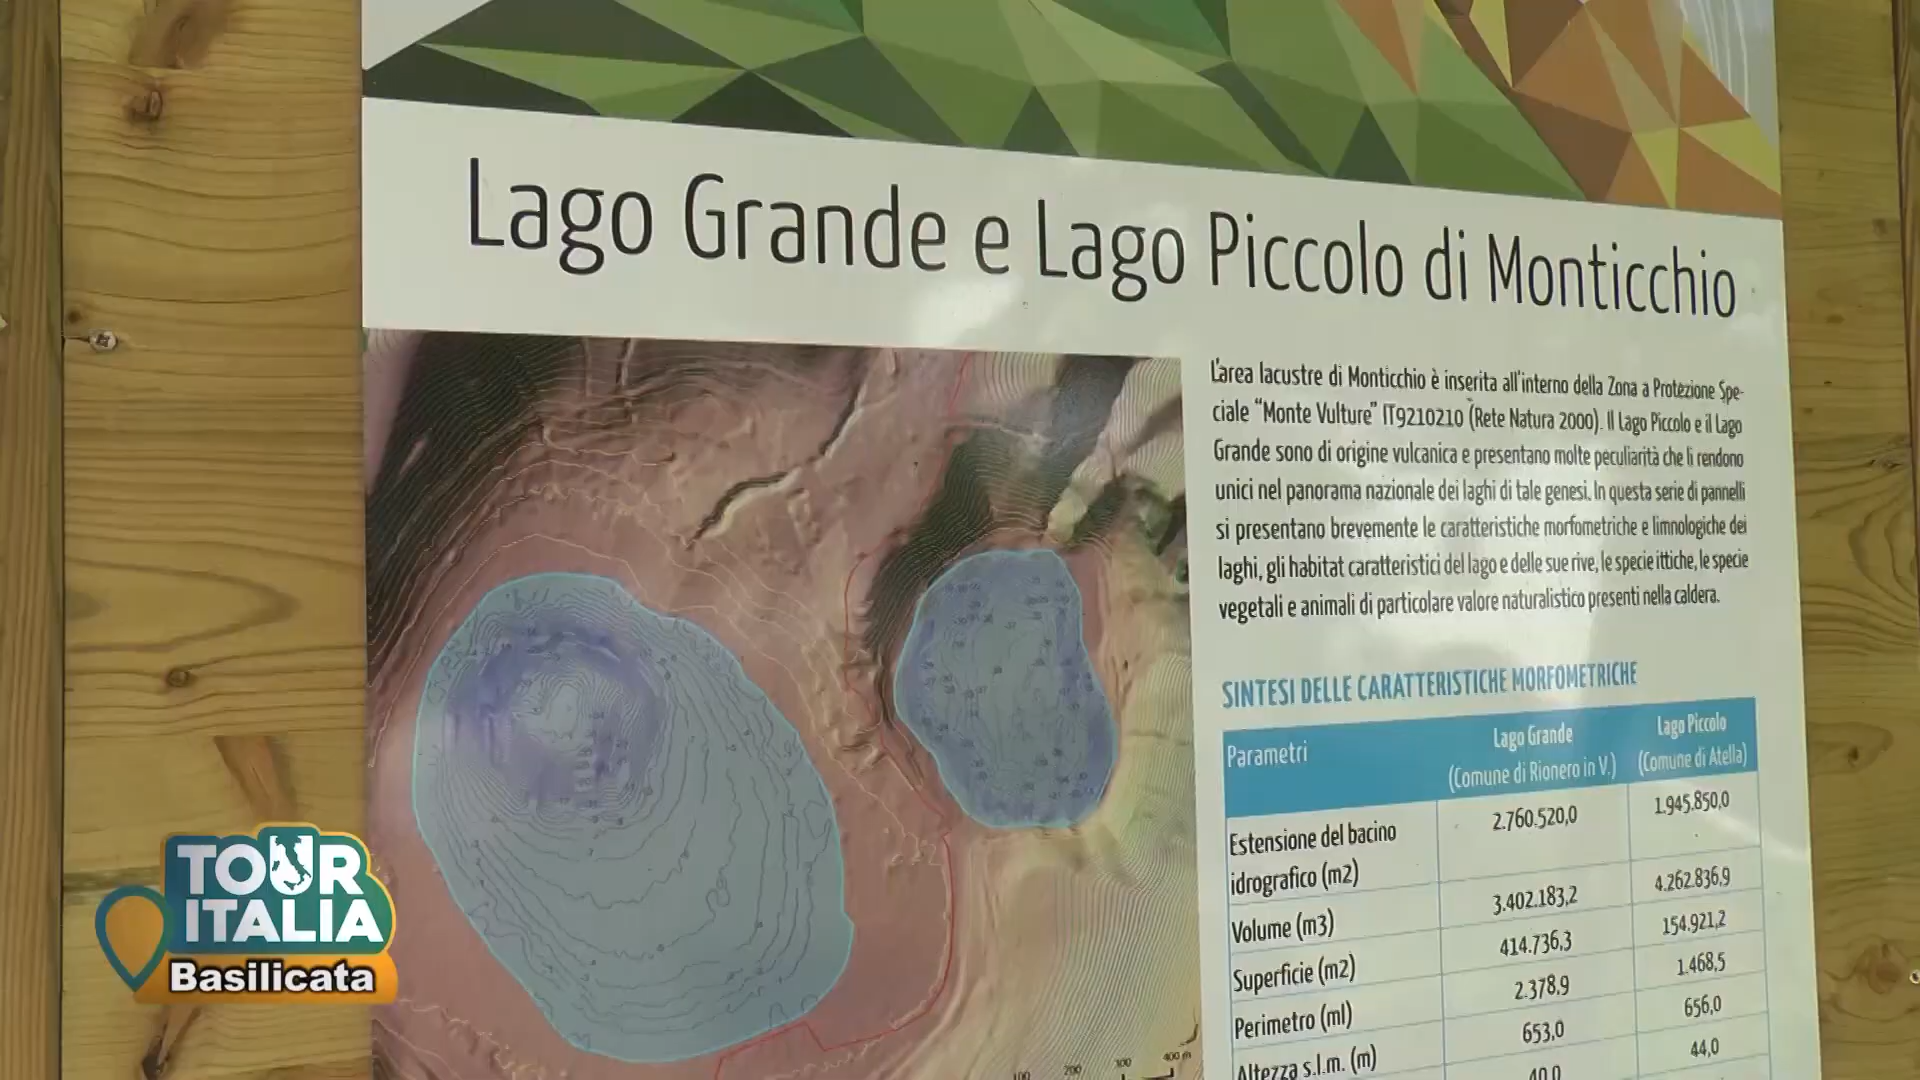 Lago Grande e Lago Piccolo di Monticchio
L'area lacustre di Monticchio è inserita all'interno della Zona a Protezione Spe-
ciale "Monte Vulture" IT9210210 (Rete Natura 2000). Il Lago Piccolo e il Lago
Grande sono di origine vulcanica e presentano molte peculiarità che li rendono
unici nel panorama nazionale dei laghi di tale genesi. In questa serie di pannelli
si presentano brevemente le caratteristiche morfometriche e limnologiche dei
laghi, gli habitat caratteristici del lago e delle sue rive, le specie ittiche, le specie
vegetali e animali di particolare valore naturalistico presenti nella caldera.
SINTESI DELLE CARATTERISTICHE MORFOMETRICHE
Parametri Lago Grande Lago Piccolo
(Comune di Rionero in V.) (Comune di Atella)
Estensione del bacino 2.760.520,0 1.945.850,0
idrografico (m2)
Volume (m3) 3.402.183,2 4.262.836,9
Superficie (m2) 414.736,3 154.921,2
Perimetro (ml) 2.378,9 1.468,5
Altezza s.l.m. (m) 653,0 656,0
40,0 44,0
100 200 300 400 m
TOUR
ITALIA
Basilicata